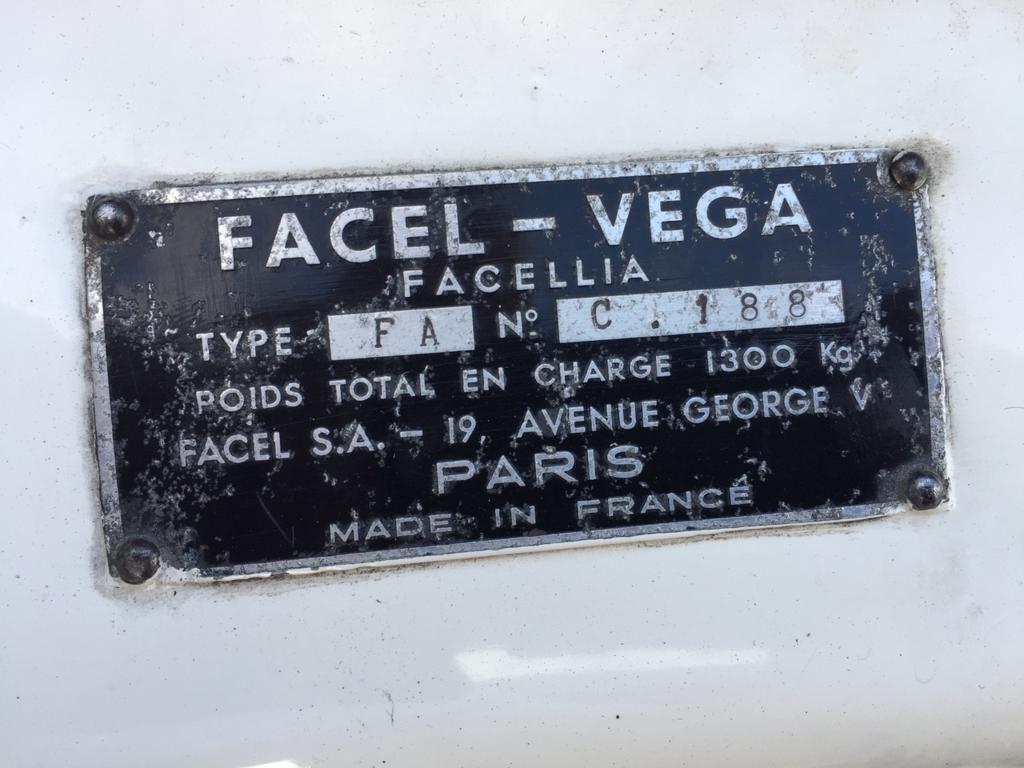 FACEL - VEGA
FACELLIA
TYPE FA Nº C.188
POIDS TOTAL EN CHARGE 1300 Kg
FACEL S.A. - 19, AVENUE GEORGE V
PARIS
MADE IN FRANCE